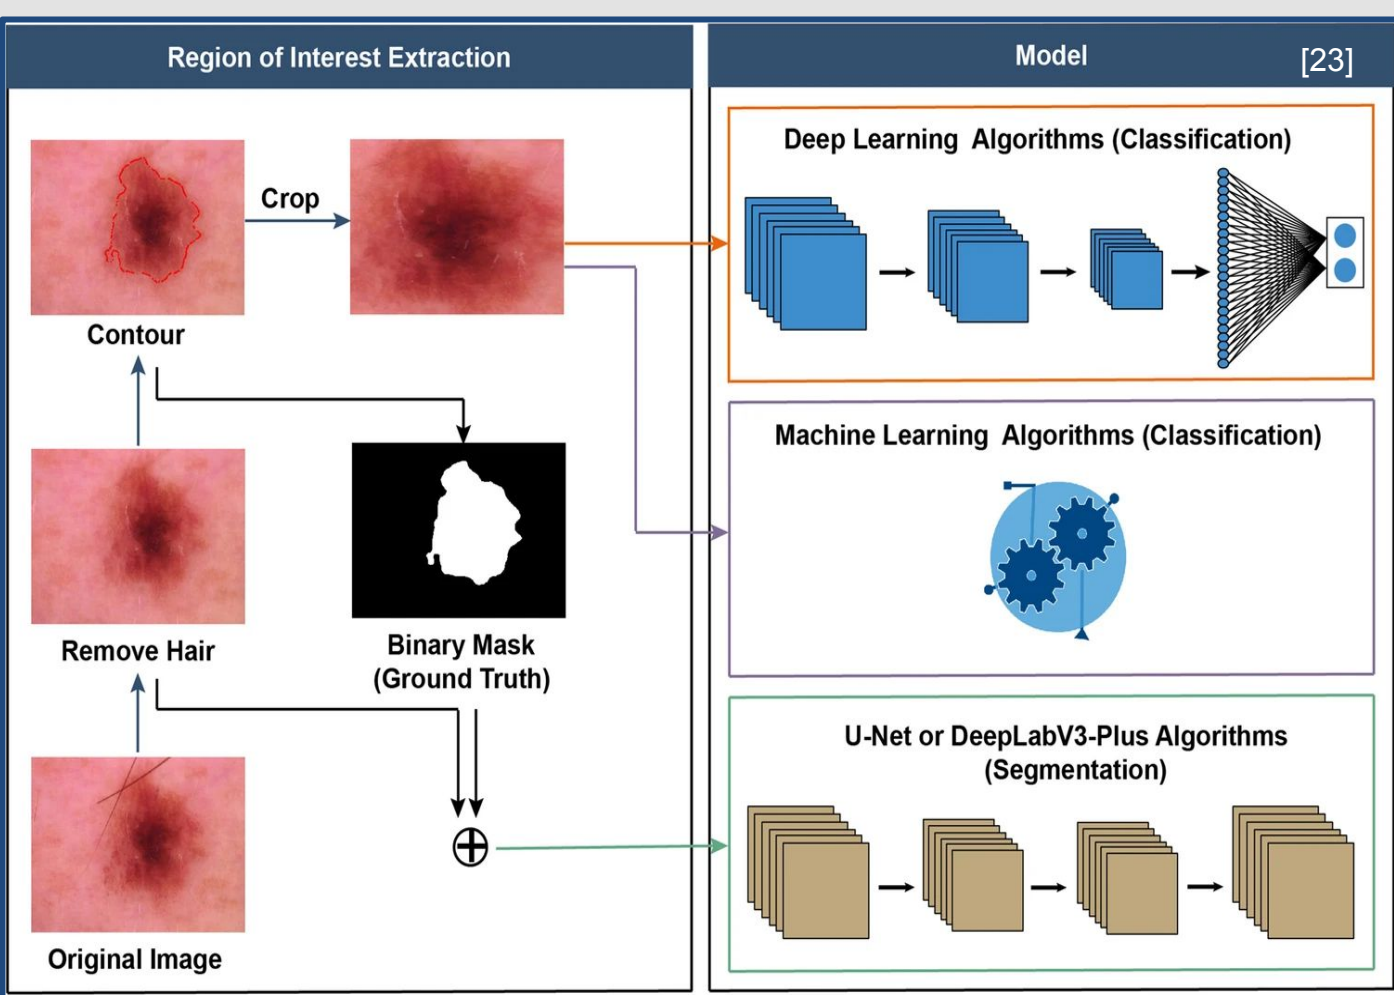 Region of Interest Extraction
Crop
Contour
Remove Hair
Binary Mask
(Ground Truth)
Original Image
Model
[23]
Deep Learning Algorithms (Classification)
Machine Learning Algorithms (Classification)
U-Net or DeepLabV3-Plus Algorithms
(Segmentation)